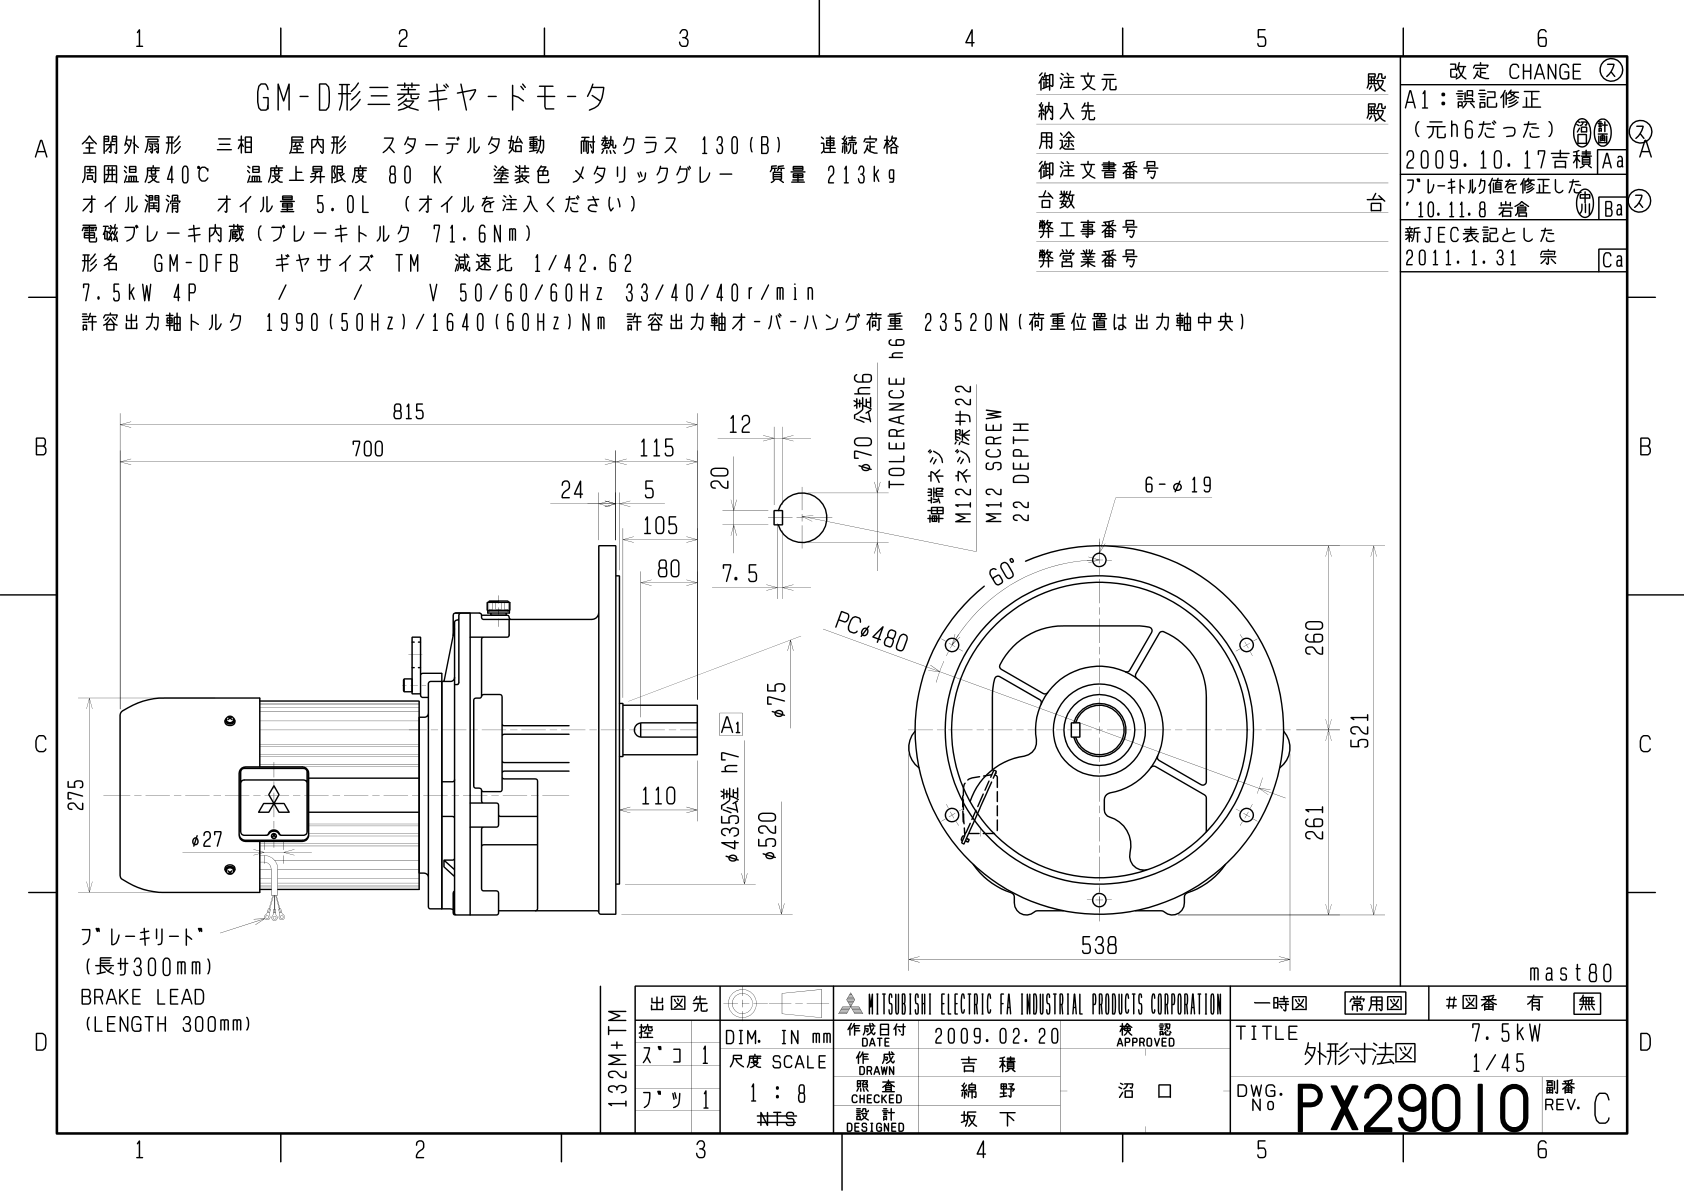 1 2 3 4 5 6
GM-D形三菱ギヤードモータ
全閉外扇形 三相 屋内形 スターデルタ始動 耐熱クラス 130(B) 連続定格
周囲温度40℃ 温度上昇限度 80 K 塗装色 メタリックグレー 質量 213kg
オイル潤滑 オイル量 5.0L (オイルを注入ください)
電磁ブレーキ内蔵(ブレーキトルク 71.6Nm)
形名 GM-DFB ギヤサイズ TM 減速比 1/42.62
7.5kW 4P / / V 50/60/60Hz 33/40/40r/min
許容出力軸トルク 1990(50Hz)/1640(60Hz)Nm 許容出力軸オーバーハング荷重 23520N(荷重位置は出力軸中央)
御注文元 殿
納入先 殿
用途
御注文書番号
台数 台
弊工事番号
弊営業番号
改定 CHANGE ス
A1:誤記修正
(元h6だった) 沼口 計画 ス
2009.10.17吉積 Aa
ブレーキトルク値を修正した
'10.11.8 岩倉 中川 Ba ス
新JEC表記とした
2011.1.31 宗 Ca
A
A
B
B
C
C
D
D
815
700
115
24
5
105
80
12
20
7.5
φ70 公差h6
TOLERANCE h6
軸端ネジ
M12ネジ深サ22
M12 SCREW
22 DEPTH
6-φ19
60°
PCφ480
260
261
521
538
275
φ27
φ75
A1
110
φ435公差 h7
φ520
ブレーキリード
(長サ300mm)
BRAKE LEAD
(LENGTH 300mm)
mast80
132M+TM
出図先
控
ズコ 1
ブツ 1
DIM. IN mm
尺度 SCALE
1 : 8
NTS
MITSUBISHI ELECTRIC FA INDUSTRIAL PRODUCTS CORPORATION
作成日付 DATE 2009.02.20
作成 DRAWN 吉積
照査 CHECKED 綿野
設計 DESIGNED 坂下
検認 APPROVED
沼口
一時図 常用図 #図番 有 無
TITLE 7.5kW
外形寸法図 1/45
DWG. No PX29010
副番 REV. C
1 2 3 4 5 6